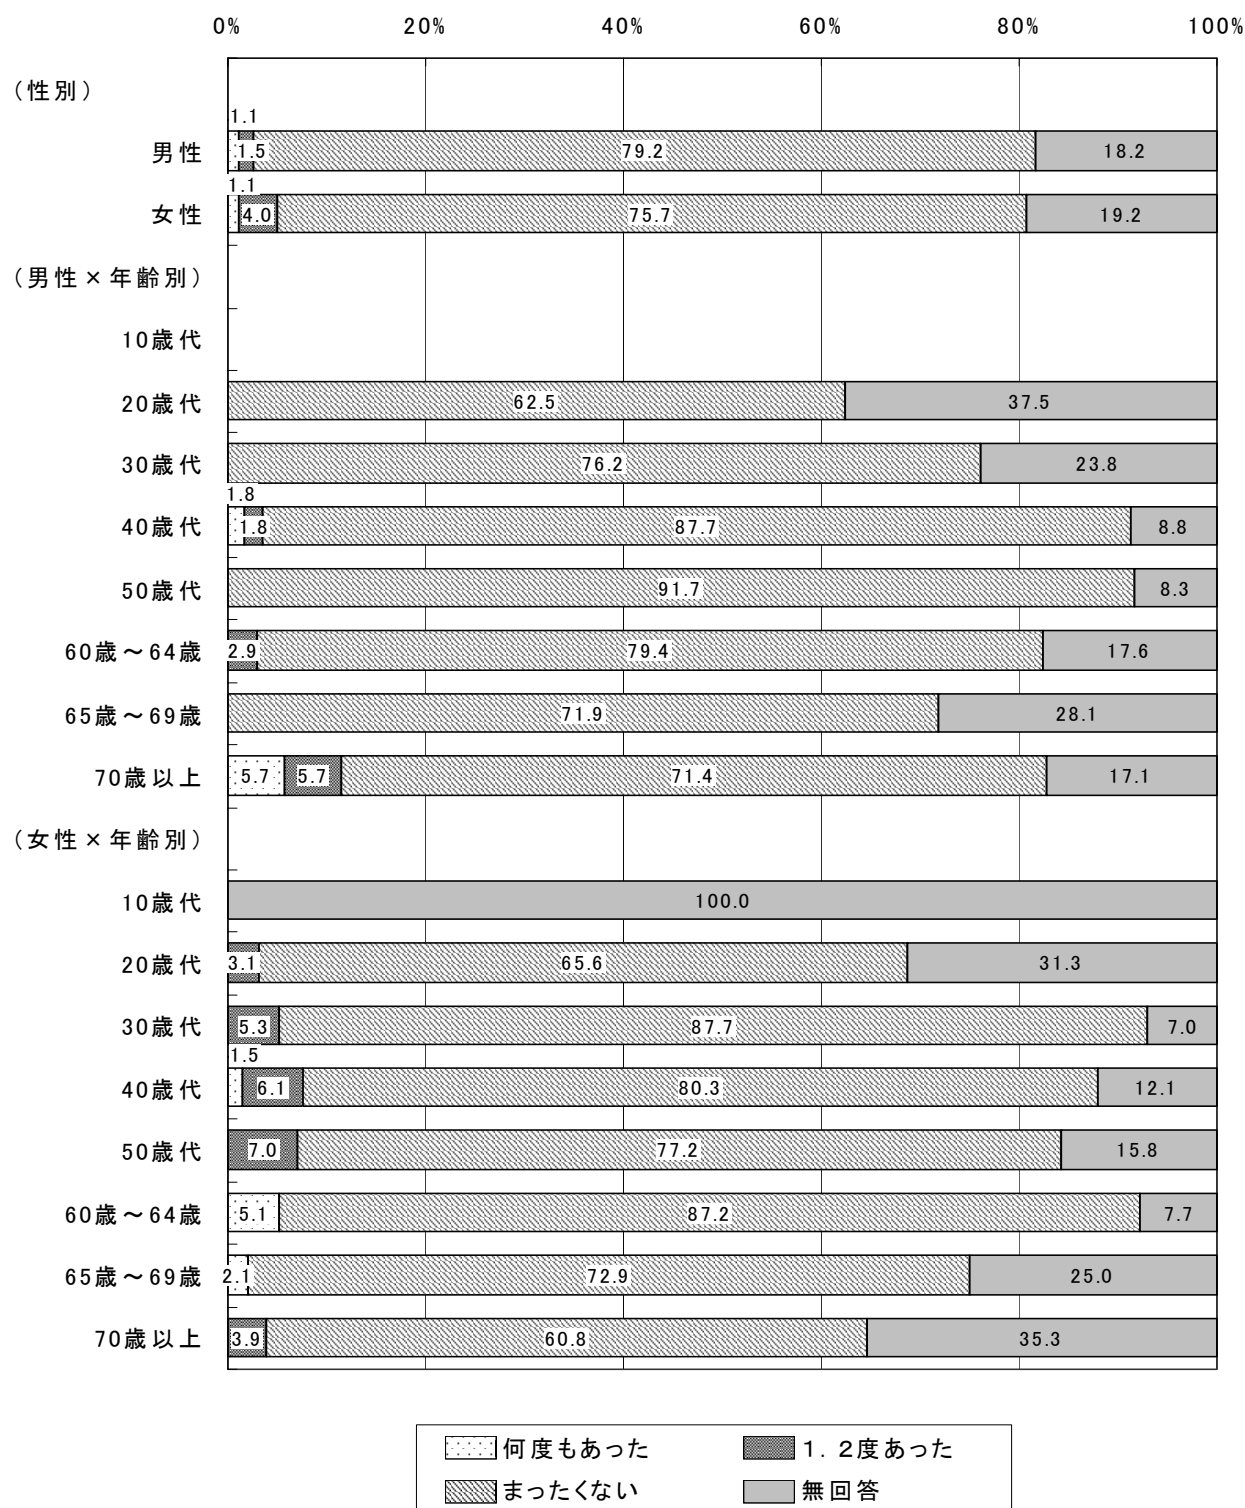 0% 20% 40% 60% 80% 100%
（性別）
1.1
男性 1.5 79.2 18.2
1.1
女性 4.0 75.7 19.2
（男性×年齢別）
10歳代
20歳代 62.5 37.5
30歳代 76.2 23.8
1.8
40歳代 1.8 87.7 8.8
50歳代 91.7 8.3
60歳～64歳 2.9 79.4 17.6
65歳～69歳 71.9 28.1
70歳以上 5.7 5.7 71.4 17.1
（女性×年齢別）
10歳代 100.0
20歳代 3.1 65.6 31.3
30歳代 5.3 87.7 7.0
1.5
40歳代 6.1 80.3 12.1
50歳代 7.0 77.2 15.8
60歳～64歳 5.1 87.2 7.7
65歳～69歳 2.1 72.9 25.0
70歳以上 3.9 60.8 35.3
何度もあった １．２度あった
まったくない 無回答